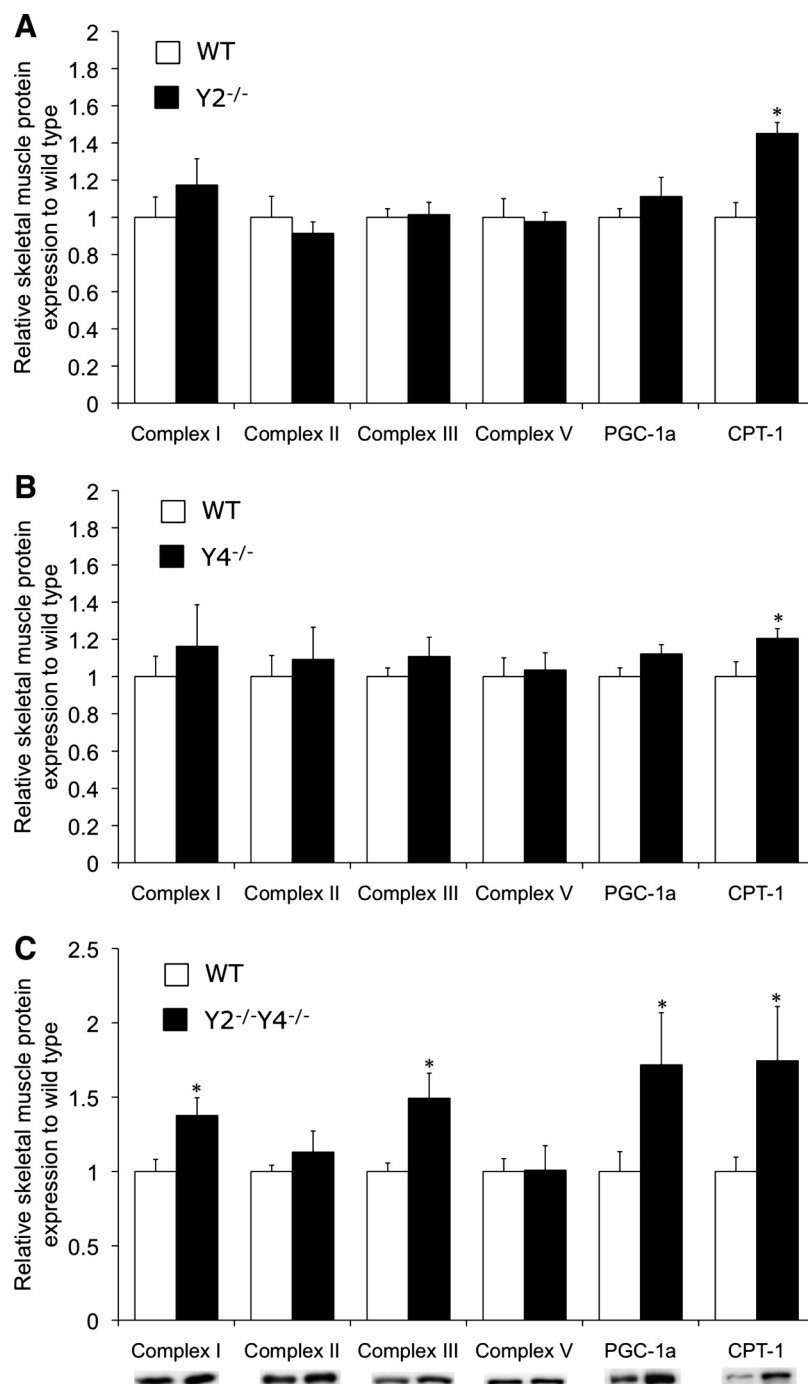 A
Relative skeletal muscle protein
expression to wild type
2
1.8
1.6
1.4
1.2
1
0.8
0.6
0.4
0.2
0
WT
Y2-/-
*
Complex I Complex II Complex III Complex V PGC-1a CPT-1
B
Relative skeletal muscle protein
expression to wild type
2
1.8
1.6
1.4
1.2
1
0.8
0.6
0.4
0.2
0
WT
Y4-/-
*
Complex I Complex II Complex III Complex V PGC-1a CPT-1
C
Relative skeletal muscle protein
expression to wild type
2.5
2
1.5
1
0.5
0
WT
Y2-/-Y4-/-
* * * *
Complex I Complex II Complex III Complex V PGC-1a CPT-1